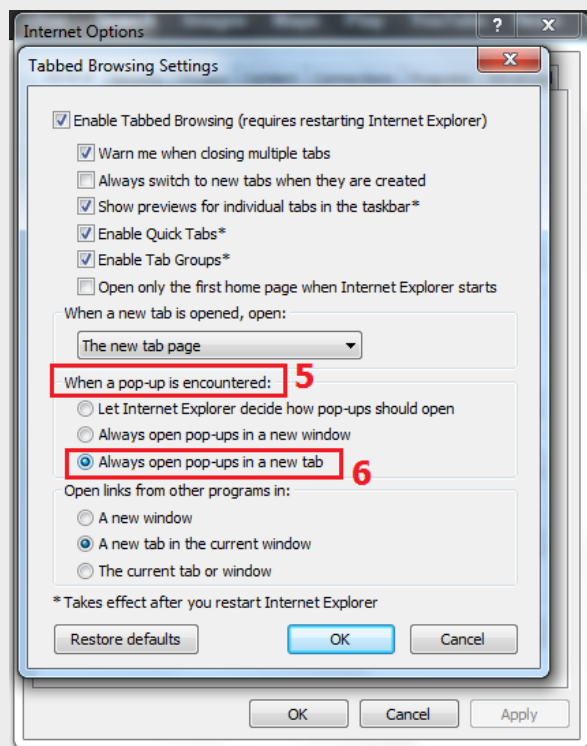 Internet Options
Tabbed Browsing Settings
Enable Tabbed Browsing (requires restarting Internet Explorer)
Warn me when closing multiple tabs
Always switch to new tabs when they are created
Show previews for individual tabs in the taskbar*
Enable Quick Tabs*
Enable Tab Groups*
Open only the first home page when Internet Explorer starts
When a new tab is opened, open:
The new tab page
When a pop-up is encountered: 5
Let Internet Explorer decide how pop-ups should open
Always open pop-ups in a new window
Always open pop-ups in a new tab 6
Open links from other programs in:
A new window
A new tab in the current window
The current tab or window
* Takes effect after you restart Internet Explorer
Restore defaults OK Cancel
OK Cancel Apply